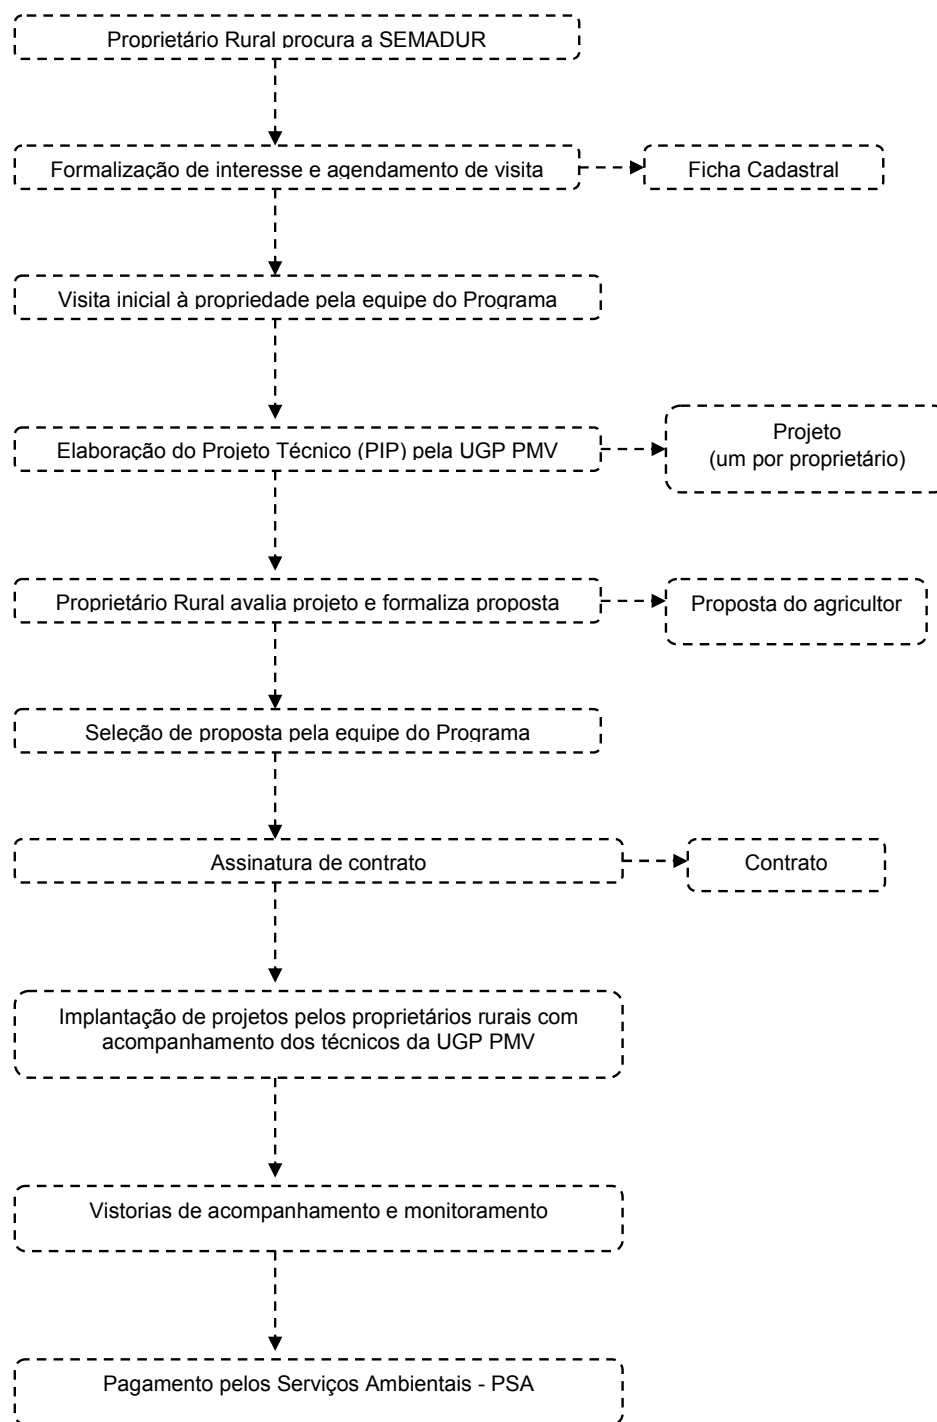 Proprietário Rural procura a SEMADUR
Formalização de interesse e agendamento de visita
Ficha Cadastral
Visita inicial à propriedade pela equipe do Programa
Elaboração do Projeto Técnico (PIP) pela UGP PMV
Projeto
(um por proprietário)
Proprietário Rural avalia projeto e formaliza proposta
Proposta do agricultor
Seleção de proposta pela equipe do Programa
Assinatura de contrato
Contrato
Implantação de projetos pelos proprietários rurais com
acompanhamento dos técnicos da UGP PMV
Vistorias de acompanhamento e monitoramento
Pagamento pelos Serviços Ambientais - PSA